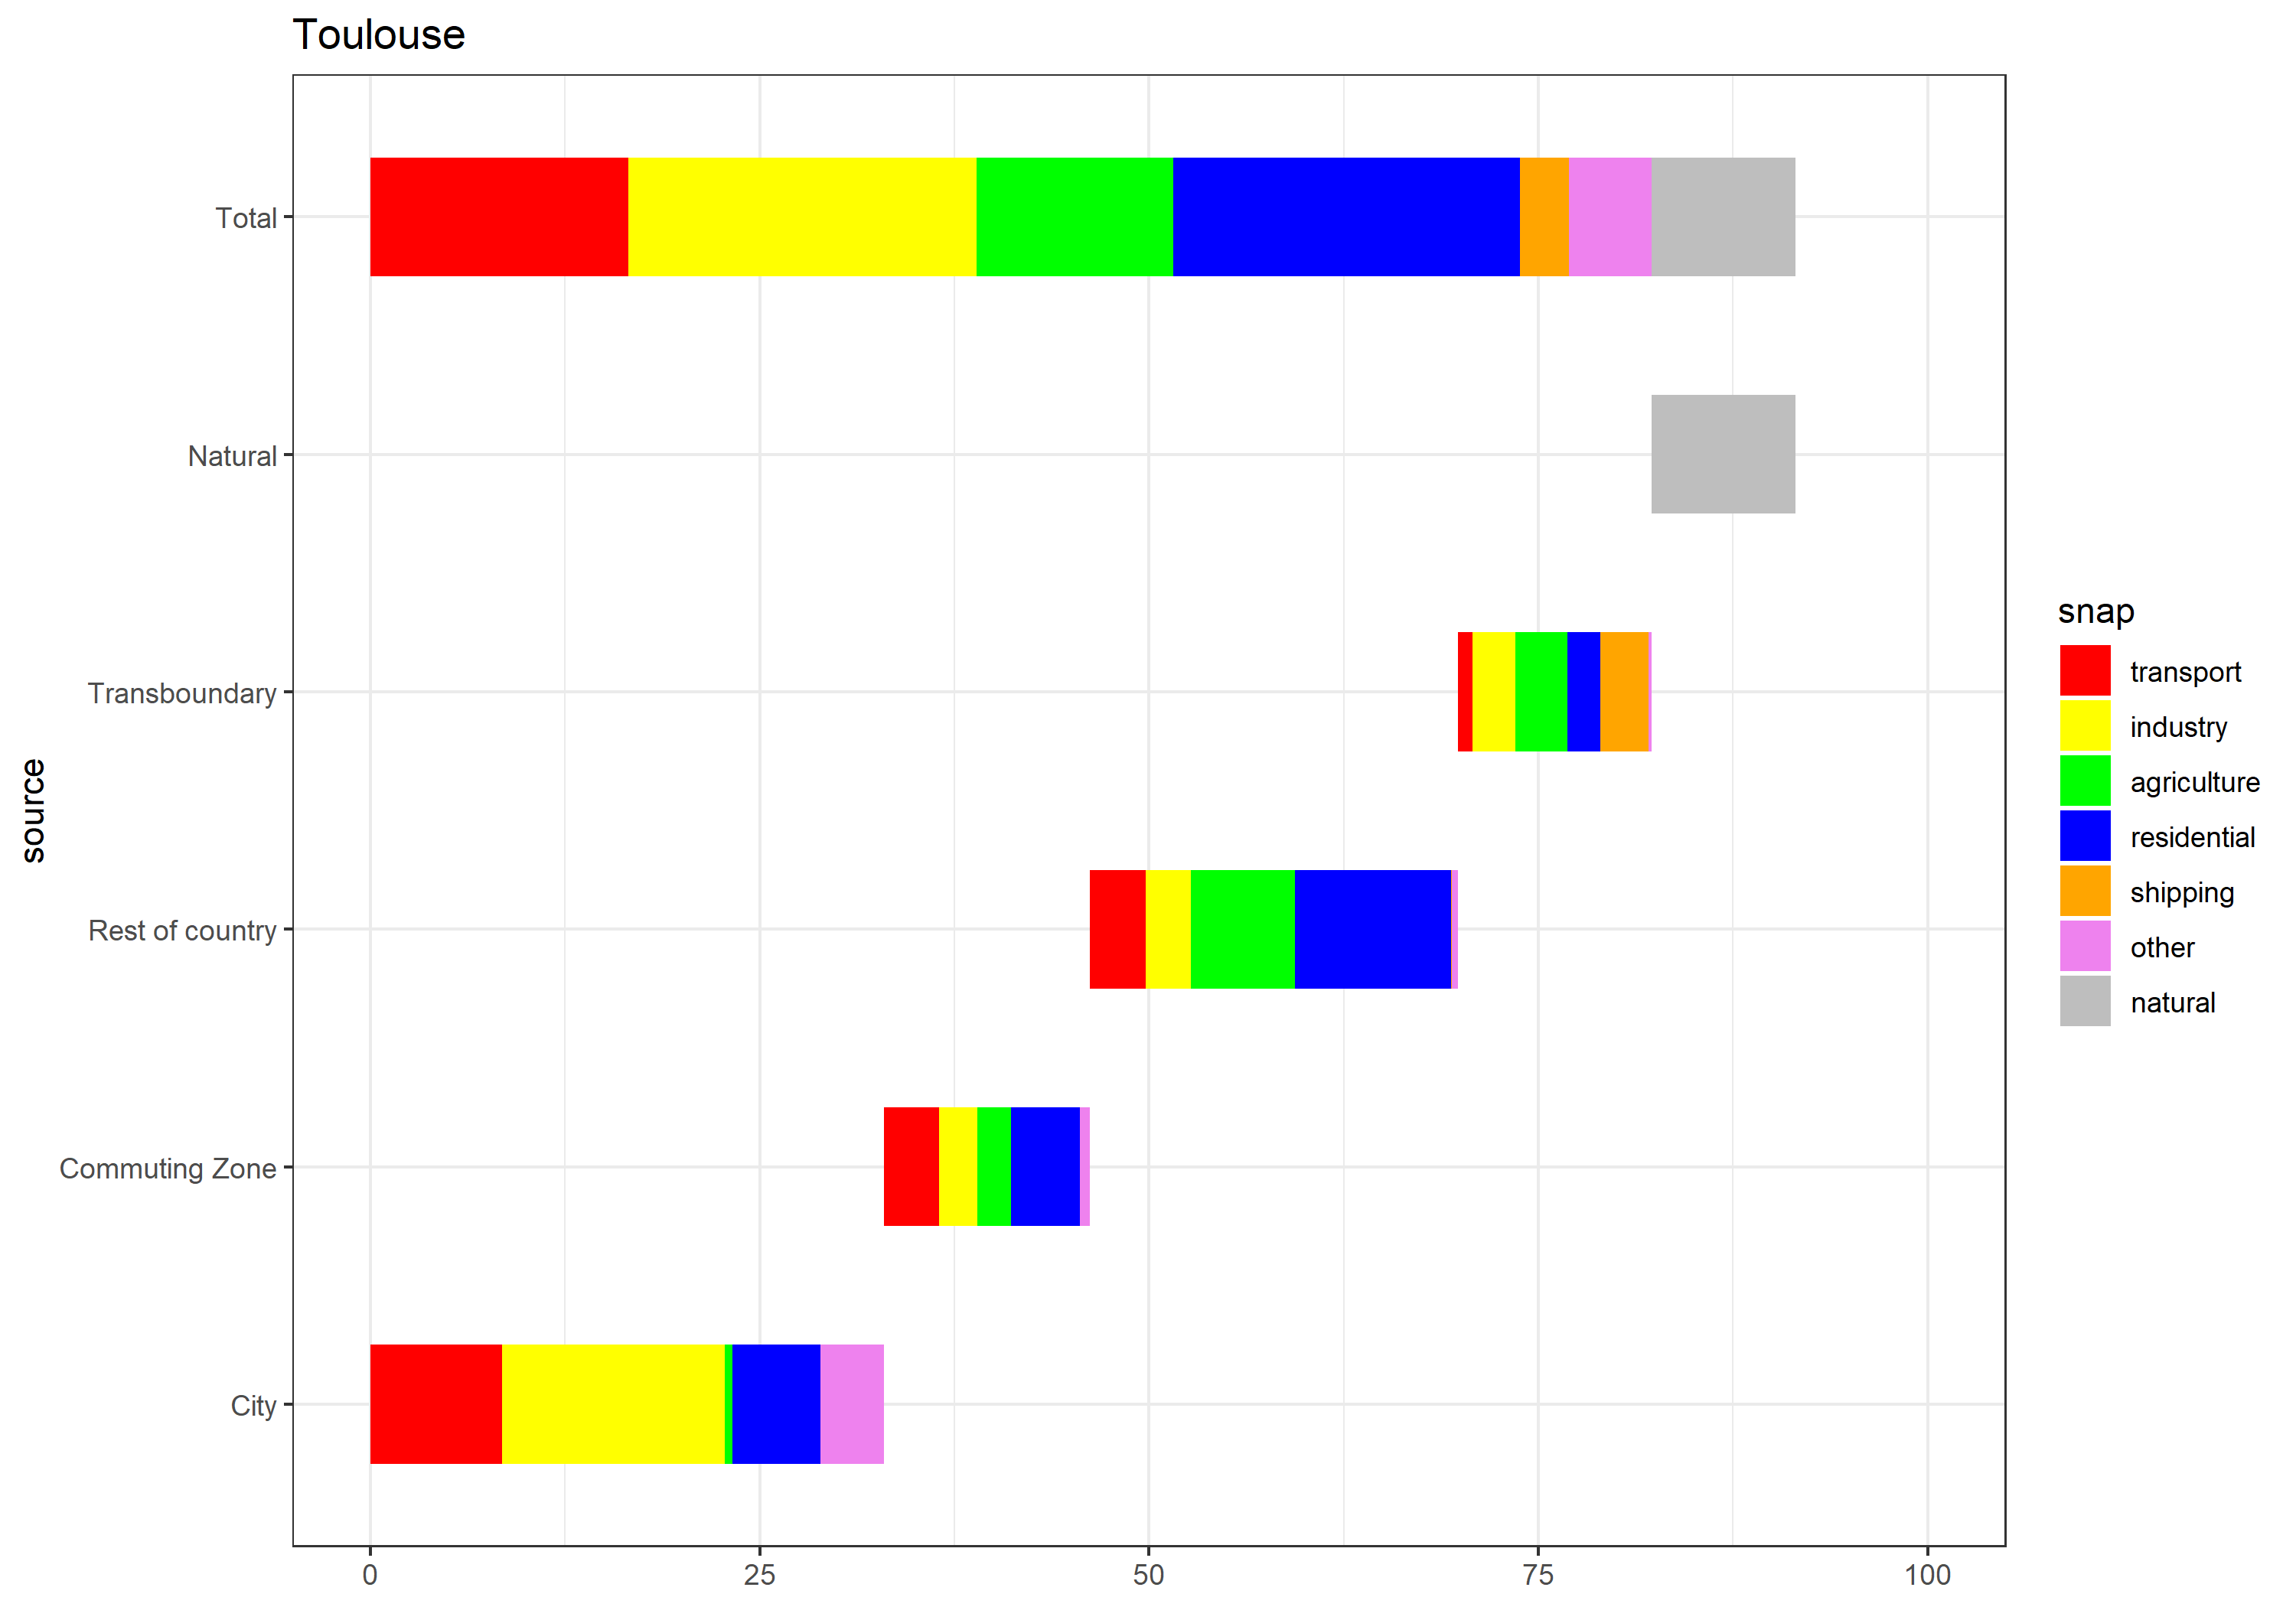 Toulouse
Total
Natural
Transboundary
Rest of country
Commuting Zone
City
source
0 25 50 75 100
snap
transport
industry
agriculture
residential
shipping
other
natural